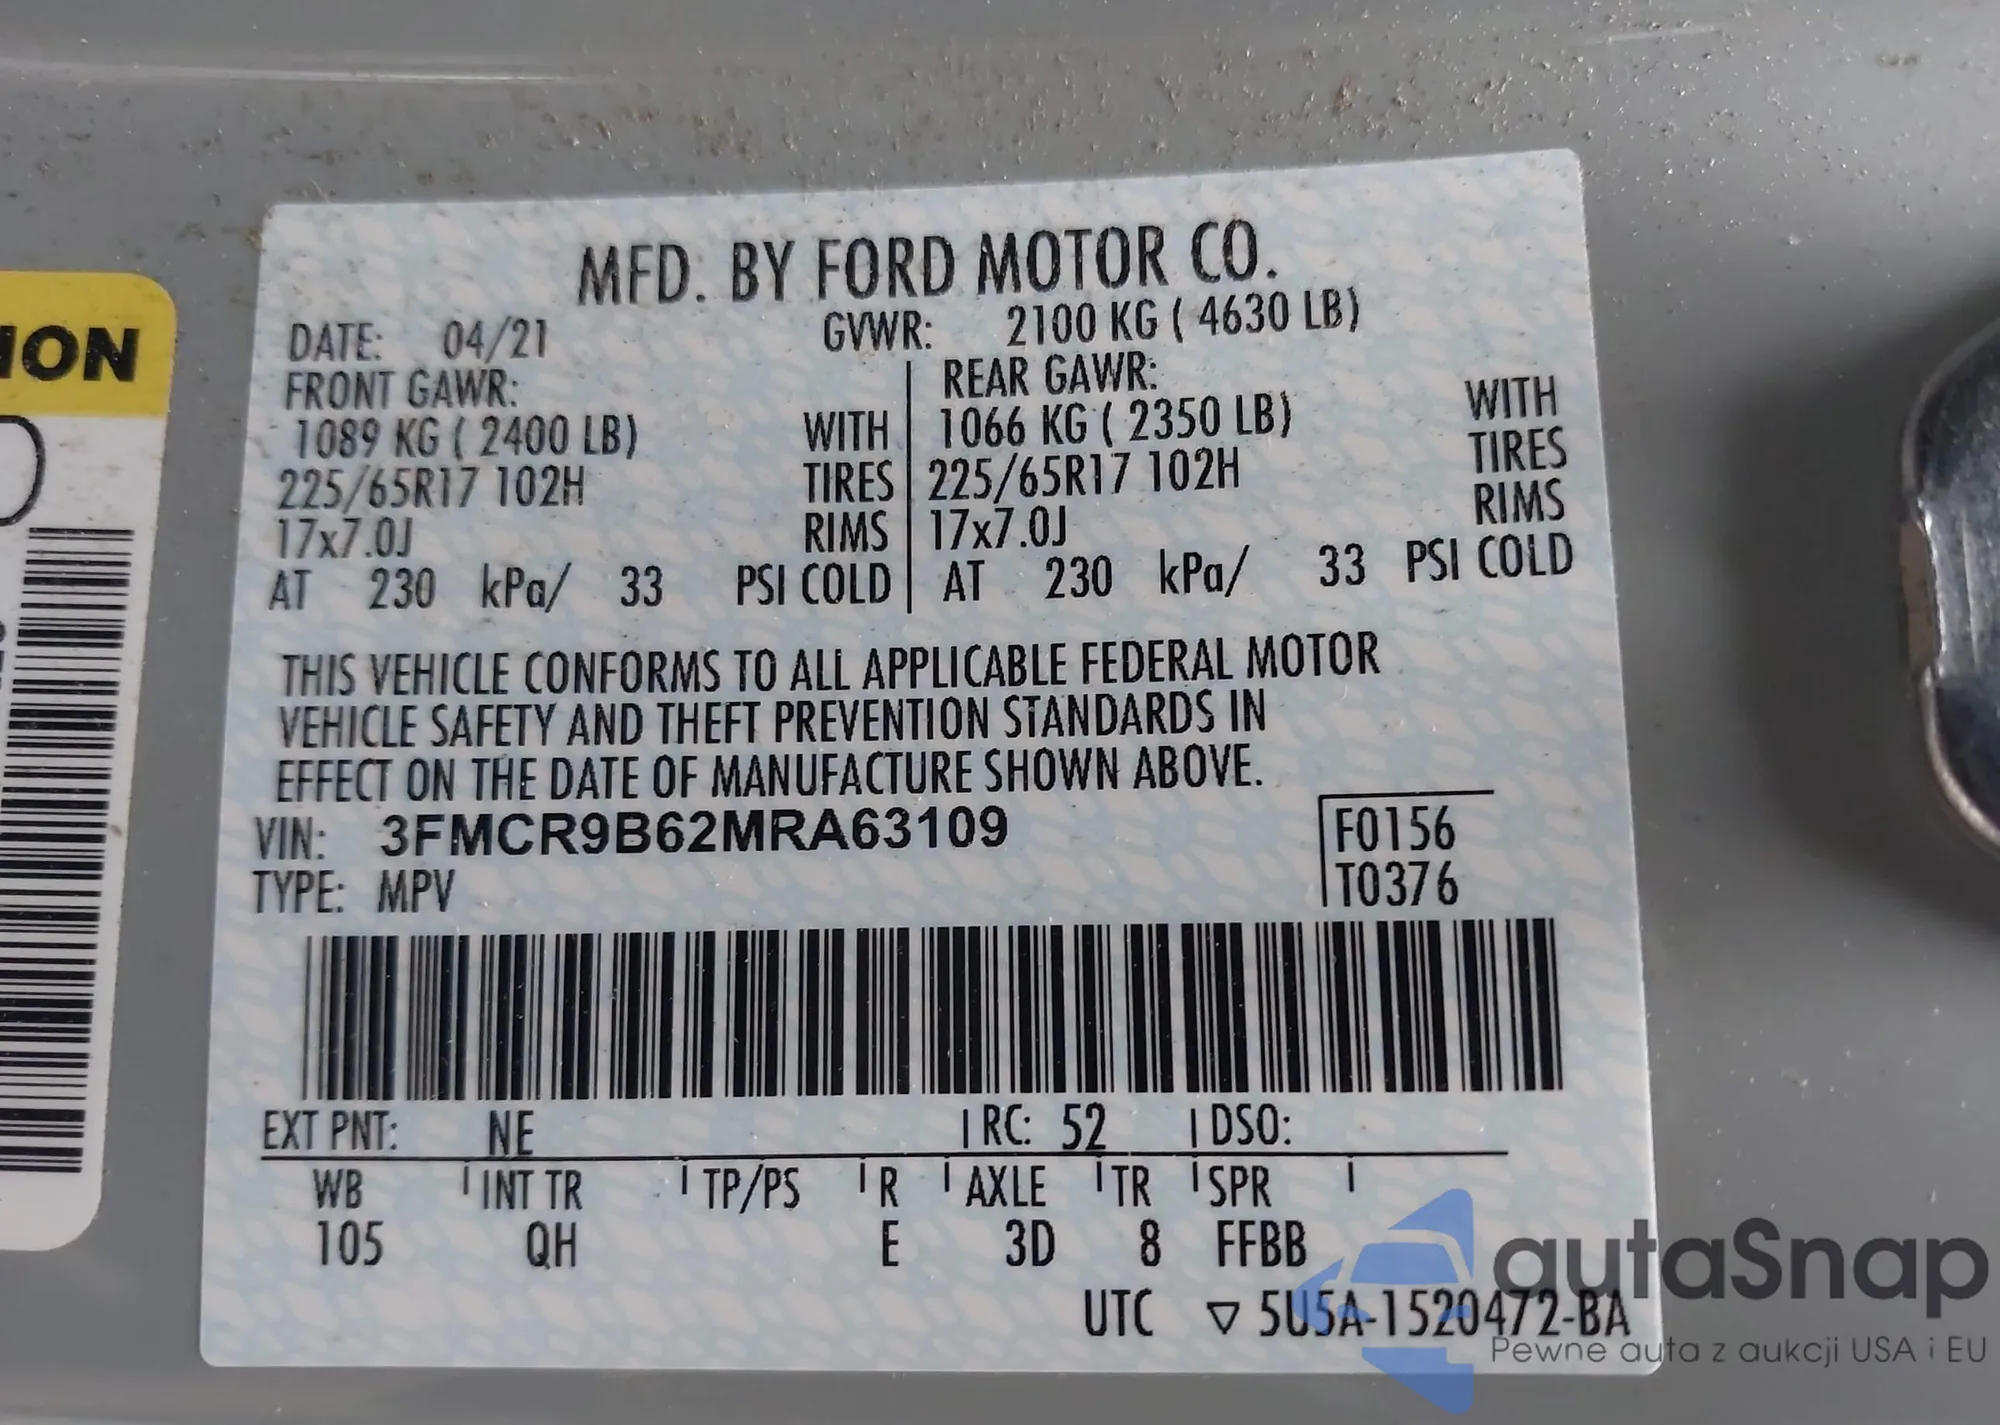 MFD. BY FORD MOTOR CO.
DATE: 04/21 GVWR: 2100 KG ( 4630 LB)
FRONT GAWR: REAR GAWR:
1089 KG ( 2400 LB) WITH 1066 KG ( 2350 LB) WITH
225/65R17 102H TIRES 225/65R17 102H TIRES
17x7.0J RIMS 17x7.0J RIMS
AT 230 kPa/ 33 PSI COLD AT 230 kPa/ 33 PSI COLD
THIS VEHICLE CONFORMS TO ALL APPLICABLE FEDERAL MOTOR
VEHICLE SAFETY AND THEFT PREVENTION STANDARDS IN
EFFECT ON THE DATE OF MANUFACTURE SHOWN ABOVE.
VIN: 3FMCR9B62MRA63109 F0156
TYPE: MPV T0376
EXT PNT: NE RC: 52 DSO:
WB INT TR TP/PS R AXLE TR SPR
105 QH E 3D 8 FFBB
UTC ▽ 5U5A-1520472-BA
autaSnap
Pewne auta z aukcji USA i EU